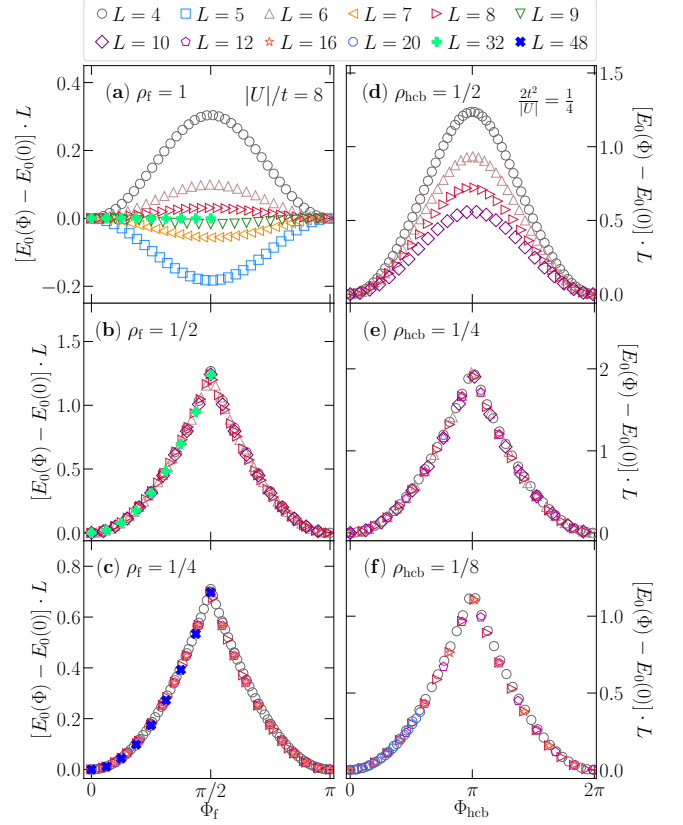 L = 4 L = 5 L = 6 L = 7 L = 8 L = 9
L = 10 L = 12 L = 16 L = 20 L = 32 L = 48
(a) ρf = 1 |U|/t = 8
0.4
0.2
0.0
−0.2
[E0(Φ) − E0(0)] · L
(d) ρhcb = 1/2 2t²/|U| = 1/4
1.5
1.0
0.5
0.0
[E0(Φ) − E0(0)] · L
(b) ρf = 1/2
1.5
1.0
0.5
0.0
[E0(Φ) − E0(0)] · L
(e) ρhcb = 1/4
2
1
0
[E0(Φ) − E0(0)] · L
(c) ρf = 1/4
0.8
0.6
0.4
0.2
0.0
[E0(Φ) − E0(0)] · L
0 π/2 π
Φf
(f) ρhcb = 1/8
1.0
0.5
0.0
[E0(Φ) − E0(0)] · L
0 π 2π
Φhcb